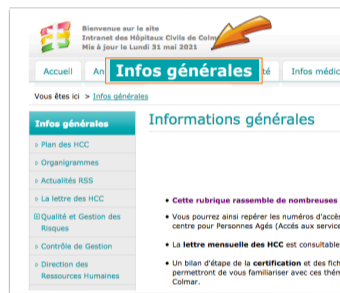 Bienvenue sur le site
Intranet des Hôpitaux Civils de Colm
Mis à jour le Lundi 31 mai 2021
Accueil An Infos générales té Infos médic
Vous êtes ici > Infos générales
Infos générales
Informations générales
» Plan des HCC
» Organigrammes
» Actualités RSS
» La lettre des HCC
Qualité et Gestion des
Risques
» Contrôle de Gestion
» Direction des
Ressources Humaines
• Cette rubrique rassemble de nombreuses
• Vous pourrez ainsi repérer les numéros d'accès
centre pour Personnes Agés (Accés aux service
• La lettre mensuelle des HCC est consultable
• Un bilan d'étape de la certification et des fich
permettront de vous familiariser avec ces thém
Colmar.